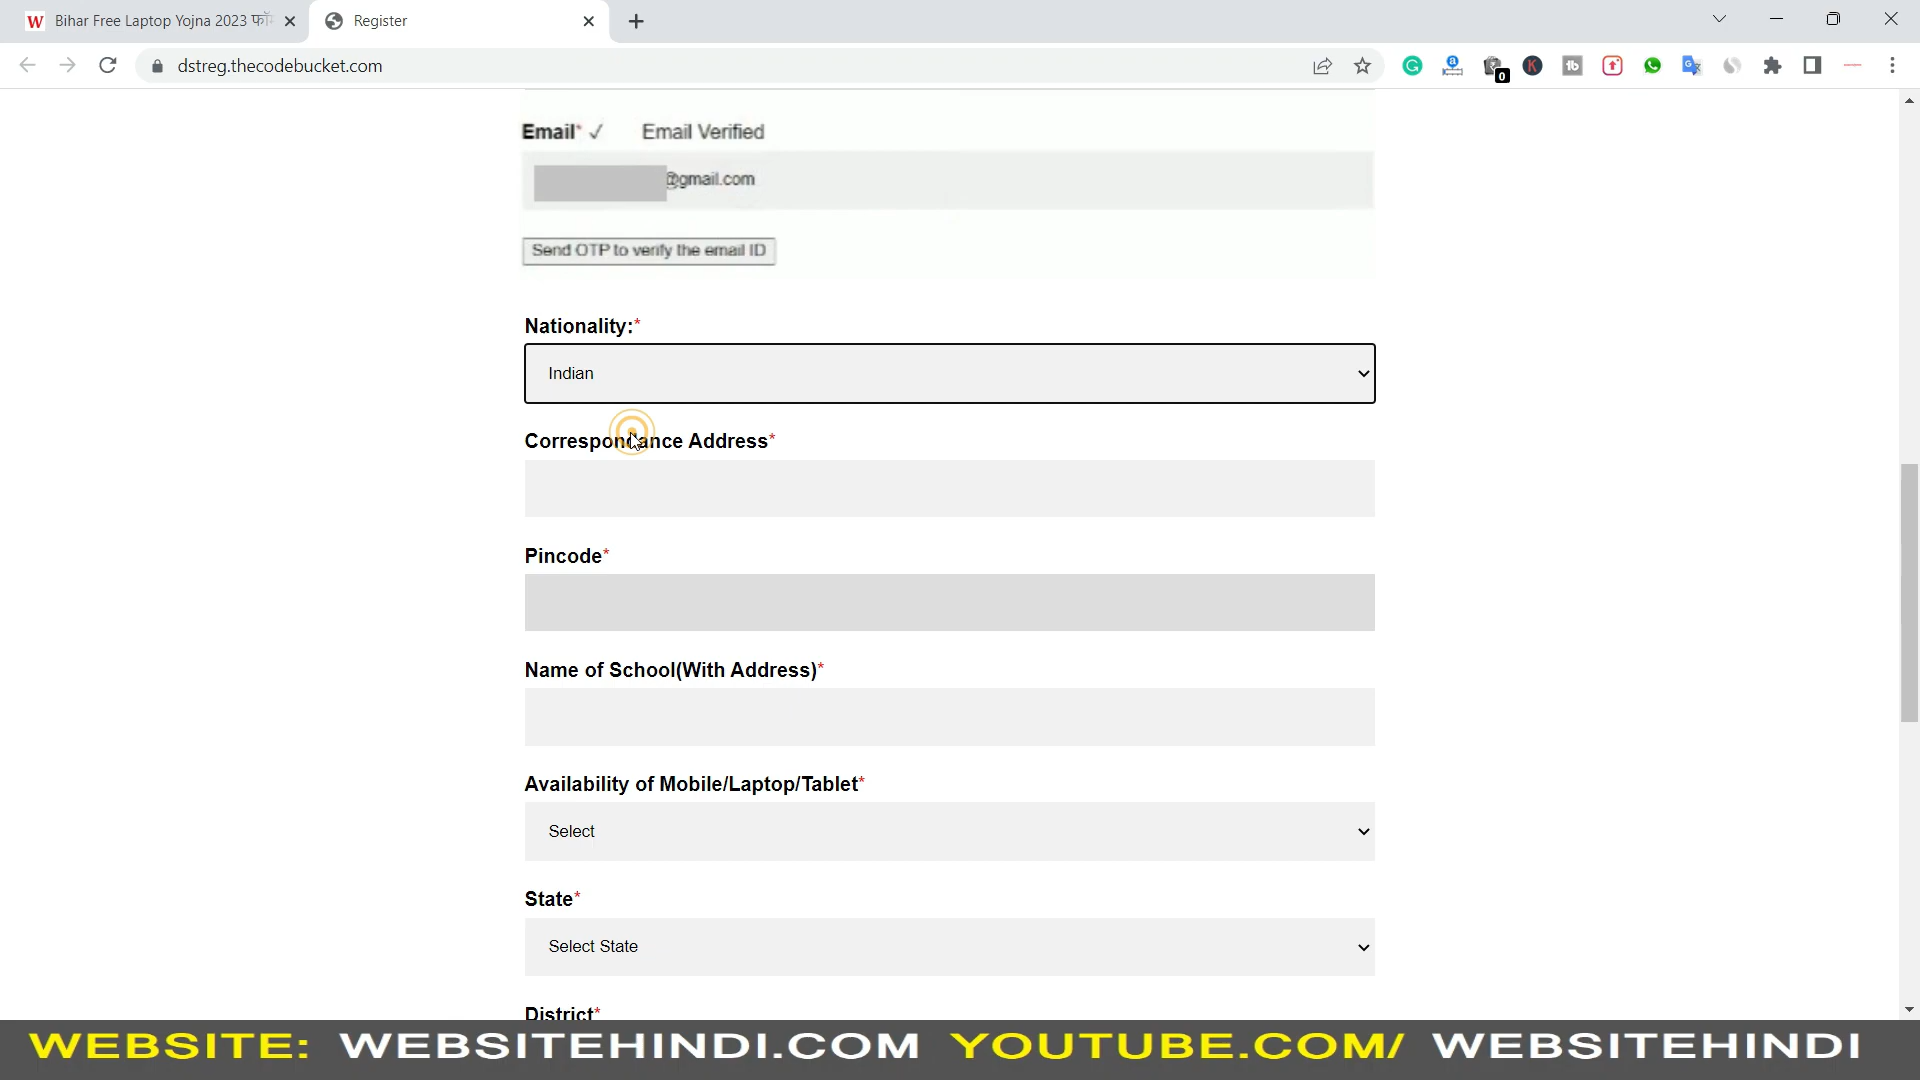 Bihar Free Laptop Yojna 2023 फॉर्म
Register
dstreg.thecodebucket.com
0
Email* ✓ Email Verified
@gmail.com
Send OTP to verify the email ID
Nationality:*
Indian
Correspondance Address*
Pincode*
Name of School(With Address)*
Availability of Mobile/Laptop/Tablet*
Select
State*
Select State
District*
WEBSITE: WEBSITEHINDI.COM YOUTUBE.COM/ WEBSITEHINDI